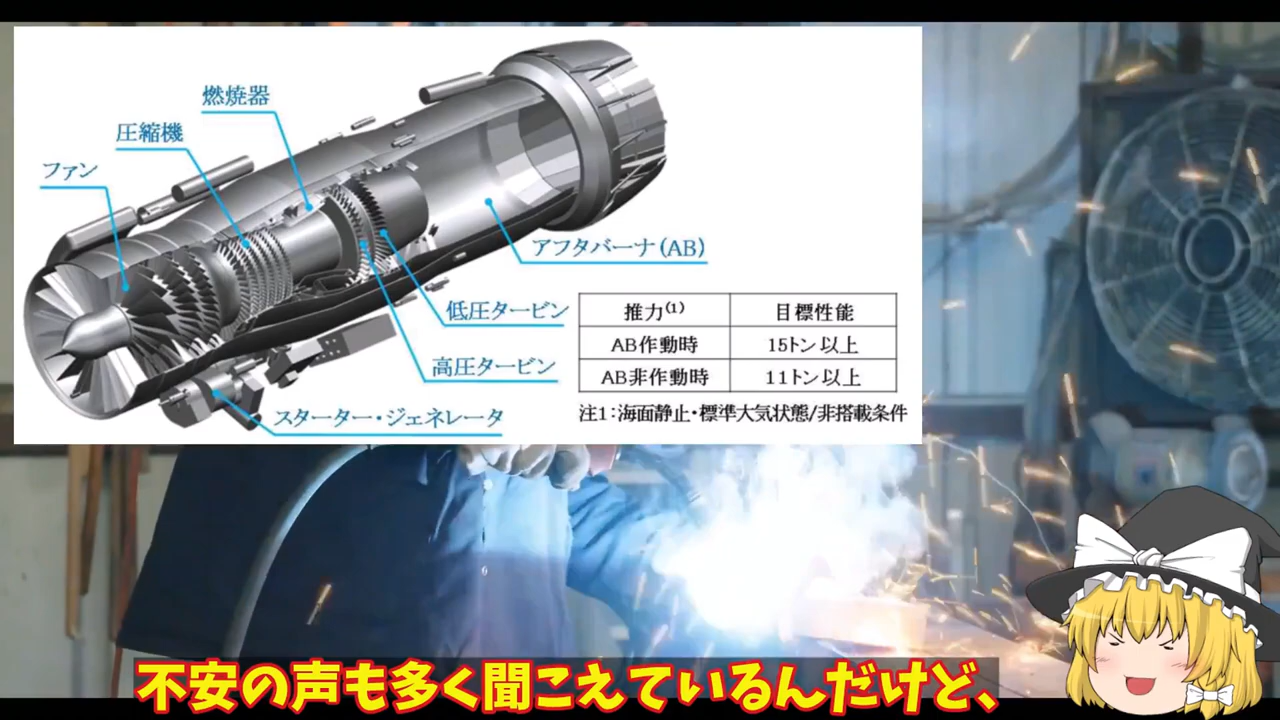 燃焼器
圧縮機
ファン
アフタバーナ(AB)
低圧タービン
高圧タービン
スターター・ジェネレータ
推力(1) 目標性能
AB作動時 15トン以上
AB非作動時 11トン以上
注1:海面静止・標準大気状態/非搭載条件
不安の声も多く聞こえているんだけど、